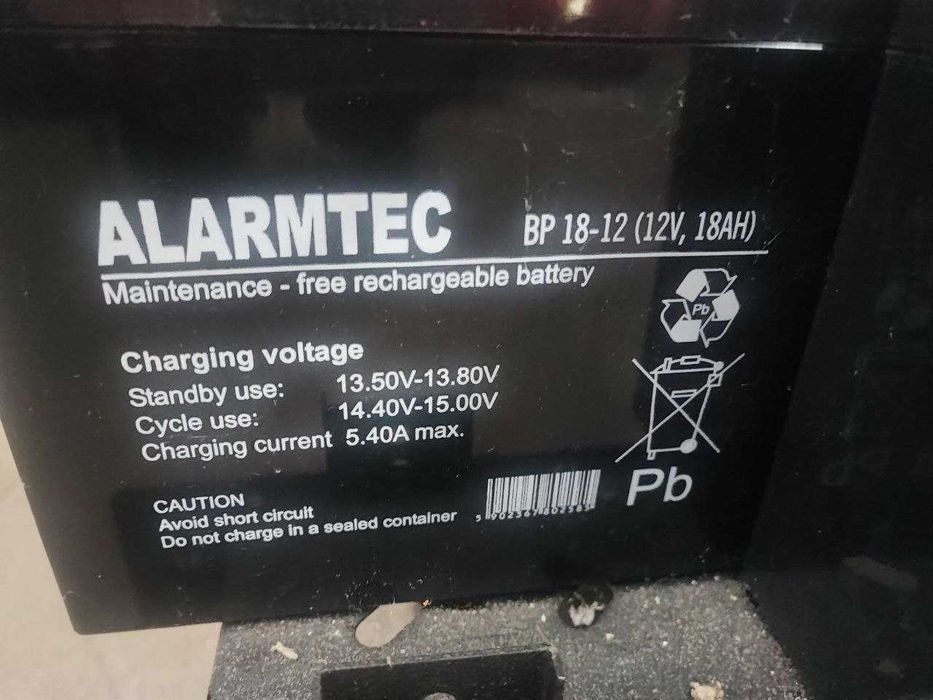 ALARMTEC BP 18-12 (12V, 18AH)
Maintenance - free rechargeable battery
Pb
Charging voltage
Standby use: 13.50V-13.80V
Cycle use: 14.40V-15.00V
Charging current 5.40A max.
CAUTION
Avoid short circuit
Do not charge in a sealed container
Pb